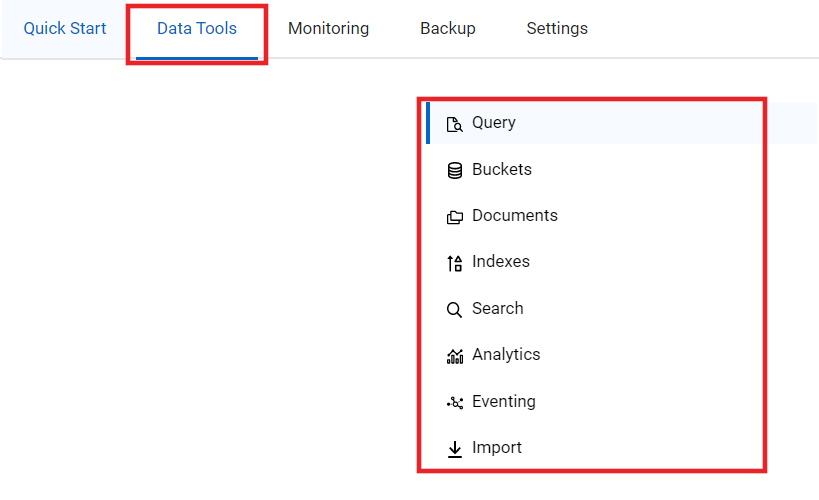 Quick Start Data Tools Monitoring Backup Settings
Query
Buckets
Documents
Indexes
Search
Analytics
Eventing
Import